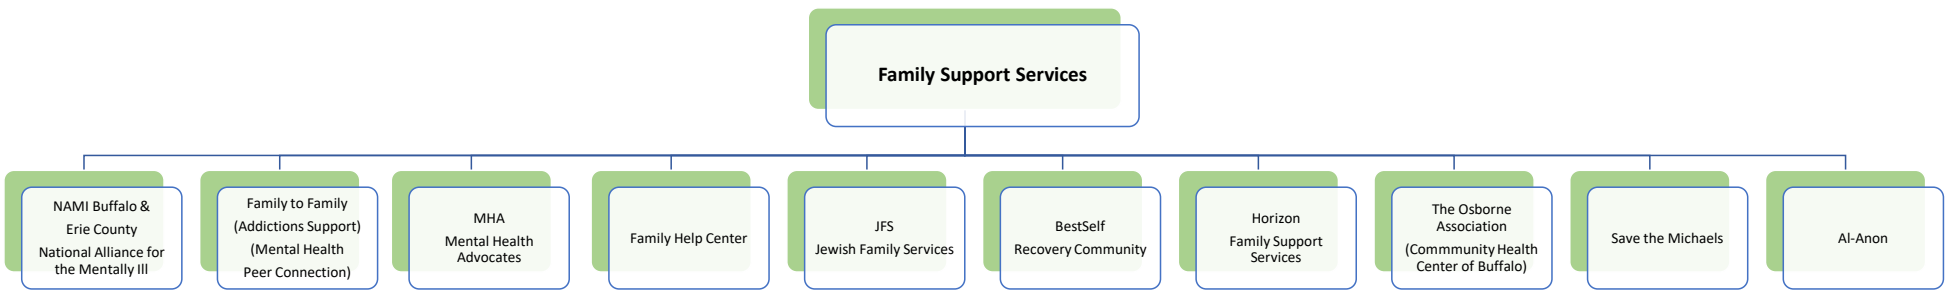 Family Support Services
NAMI Buffalo &
Erie County
National Alliance for
the Mentally Ill
Family to Family
(Addictions Support)
(Mental Health
Peer Connection)
MHA
Mental Health
Advocates
Family Help Center
JFS
Jewish Family Services
BestSelf
Recovery Community
Horizon
Family Support
Services
The Osborne
Association
(Commmunity Health
Center of Buffalo)
Save the Michaels
Al-Anon